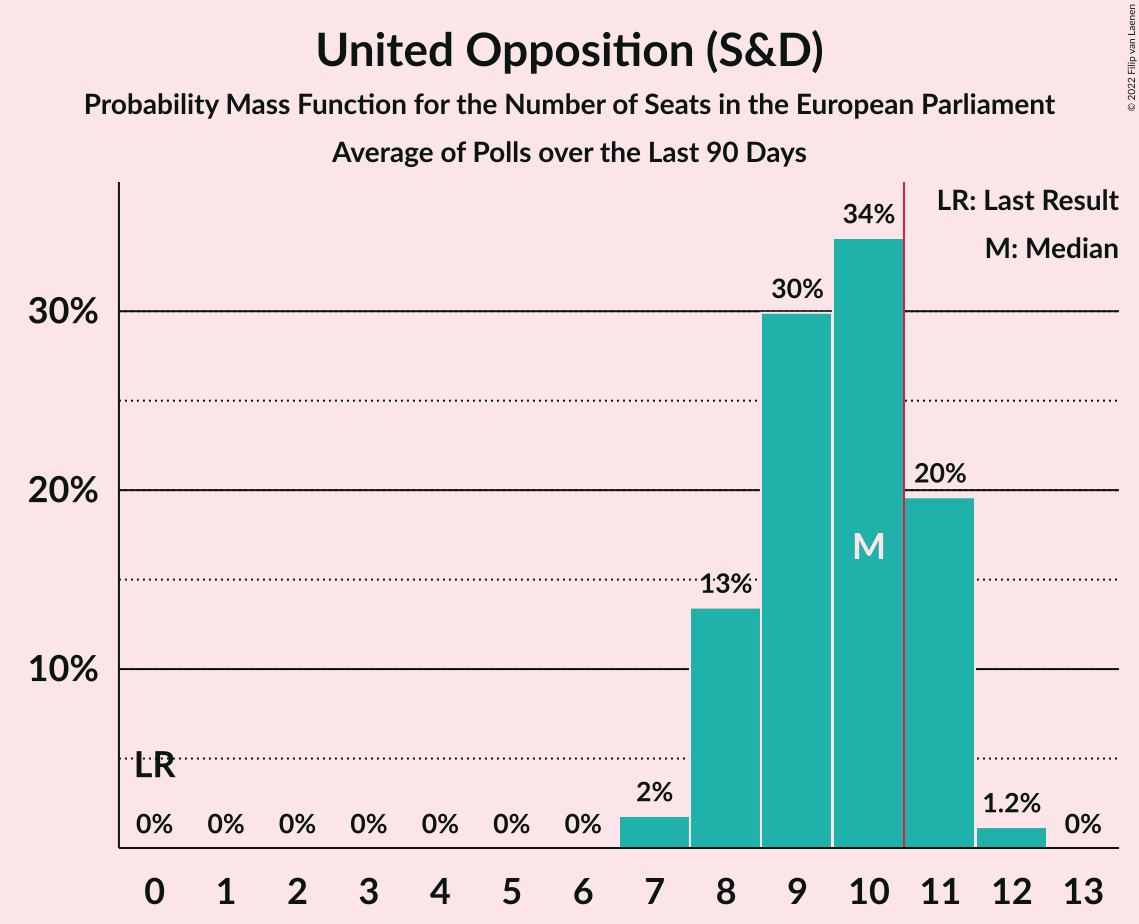 United Opposition (S&D)
Probability Mass Function for the Number of Seats in the European Parliament
Average of Polls over the Last 90 Days
© 2022 Filip van Laenen
LR: Last Result
M: Median
34%
30%
30%
20%
20%
M
13%
10%
LR
2%
1.2%
0% 0% 0% 0% 0% 0% 0% 0%
0 1 2 3 4 5 6 7 8 9 10 11 12 13